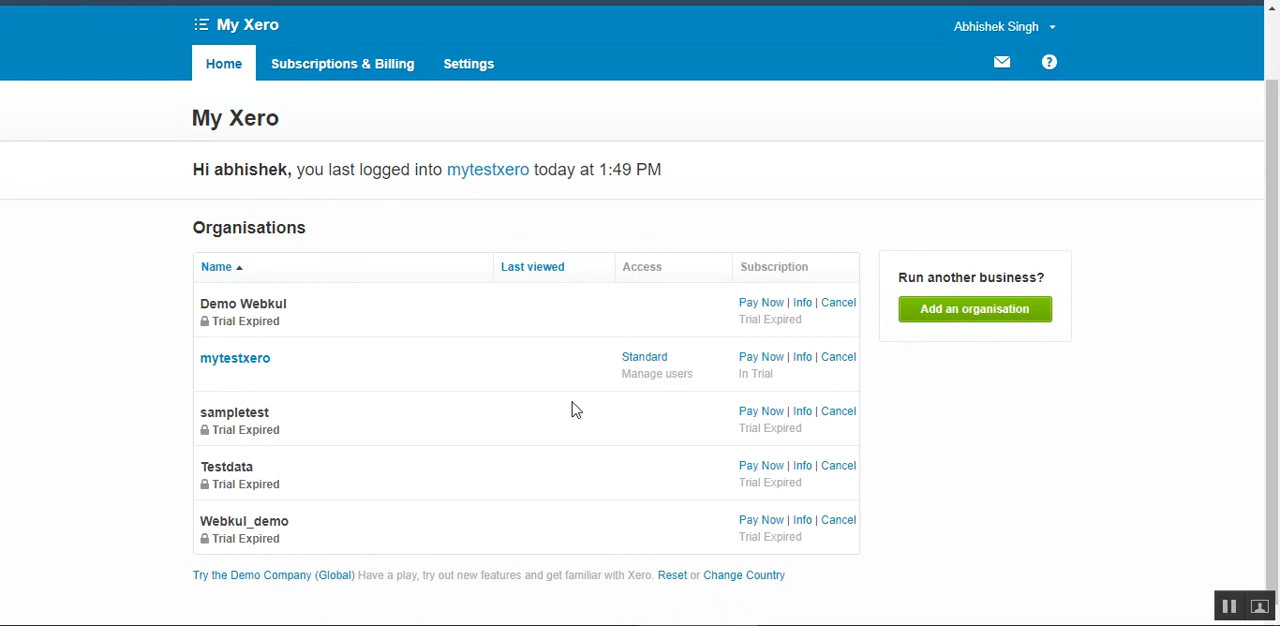 My Xero
Abhishek Singh
Home Subscriptions & Billing Settings
My Xero
Hi abhishek, you last logged into mytestxero today at 1:49 PM
Organisations
Name Last viewed Access Subscription
Demo Webkul
Trial Expired
Pay Now | Info | Cancel
Trial Expired
mytestxero
Standard
Manage users
Pay Now | Info | Cancel
In Trial
sampletest
Trial Expired
Pay Now | Info | Cancel
Trial Expired
Testdata
Trial Expired
Pay Now | Info | Cancel
Trial Expired
Webkul_demo
Trial Expired
Pay Now | Info | Cancel
Trial Expired
Run another business?
Add an organisation
Try the Demo Company (Global) Have a play, try out new features and get familiar with Xero. Reset or Change Country